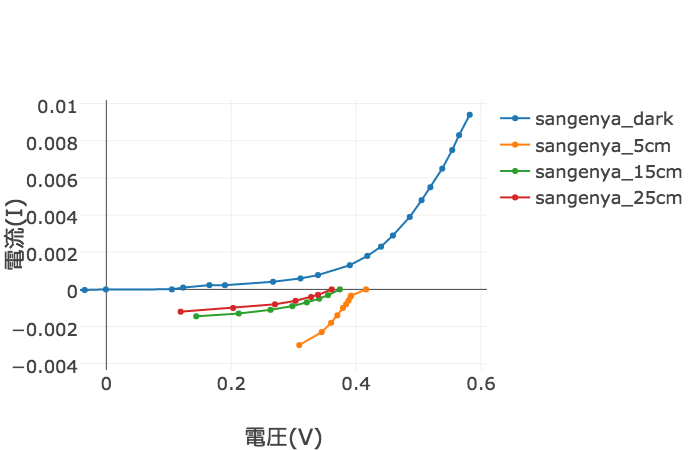 0.01
0.008
0.006
0.004
0.002
0
−0.002
−0.004
電流(I)
0
0.2
0.4
0.6
電圧(V)
sangenya_dark
sangenya_5cm
sangenya_15cm
sangenya_25cm